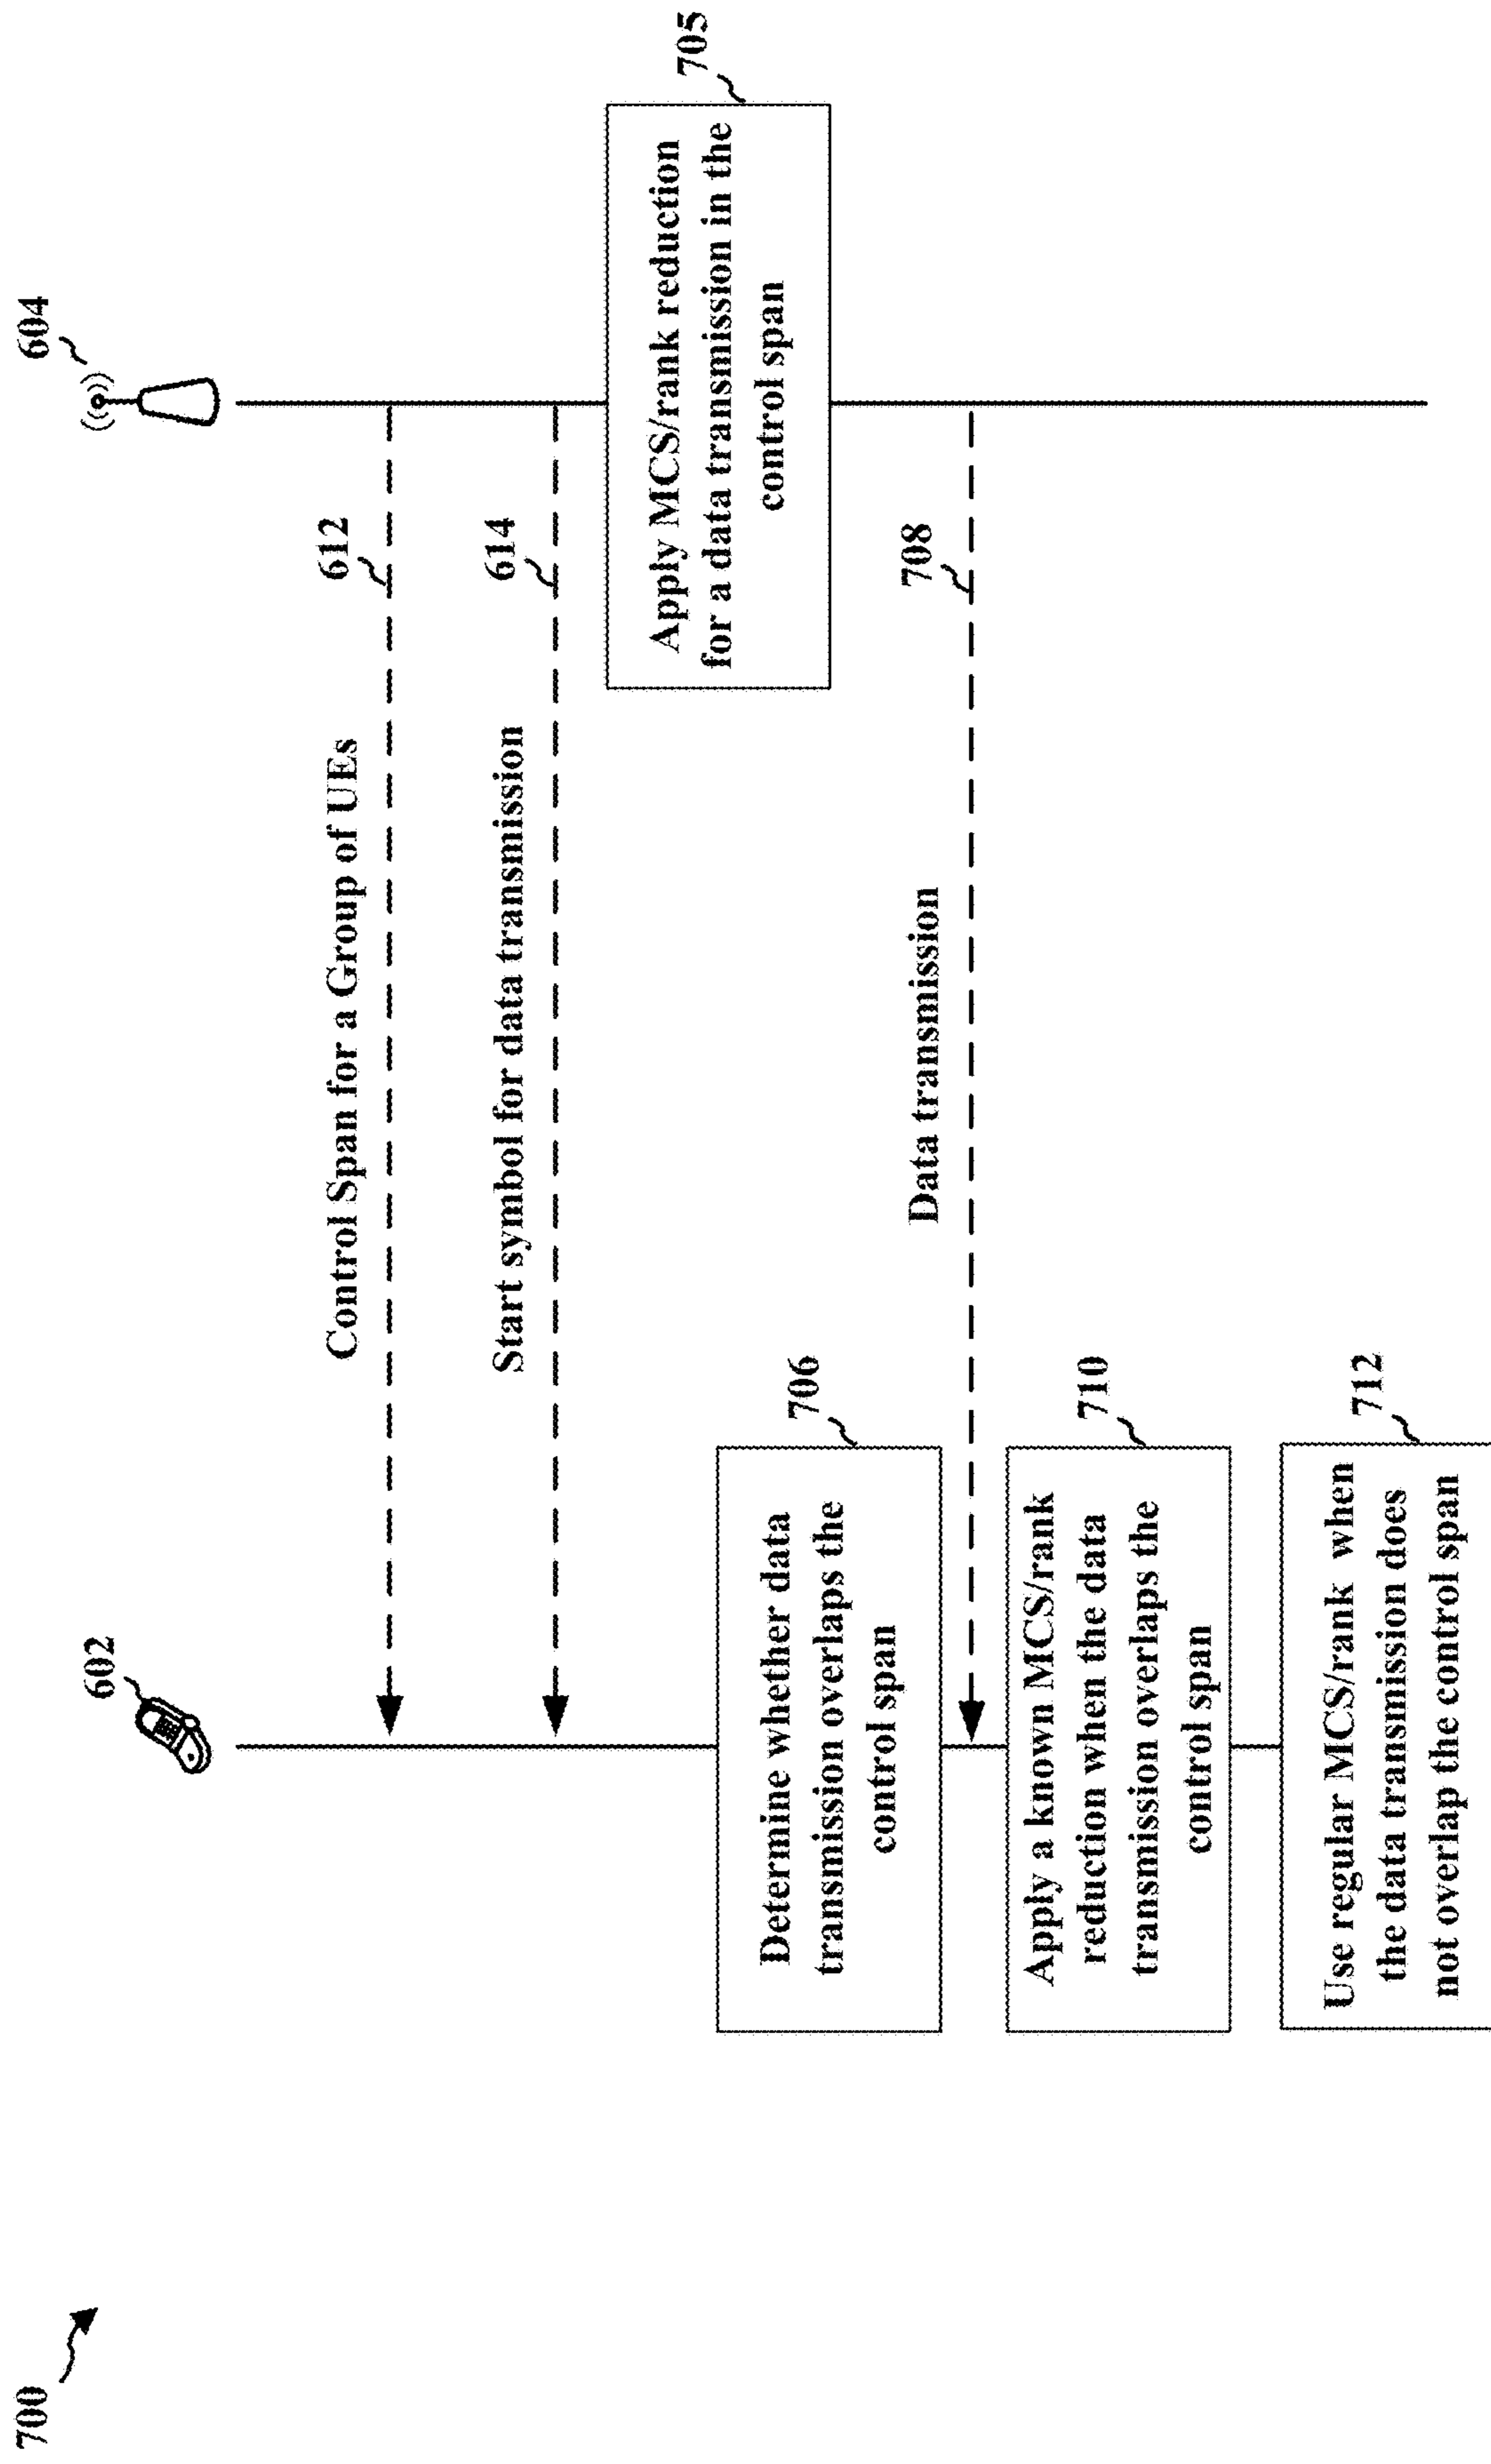 700
602
604
Control Span for a Group of UEs
612
Start symbol for data transmission
614
Apply MCS/rank reduction
for a data transmission in the
control span
705
Determine whether data
transmission overlaps the
control span
706
Data transmission
708
Apply a known MCS/rank
reduction when the data
transmission overlaps the
control span
710
Use regular MCS/rank when
the data transmission does
not overlap the control span
712